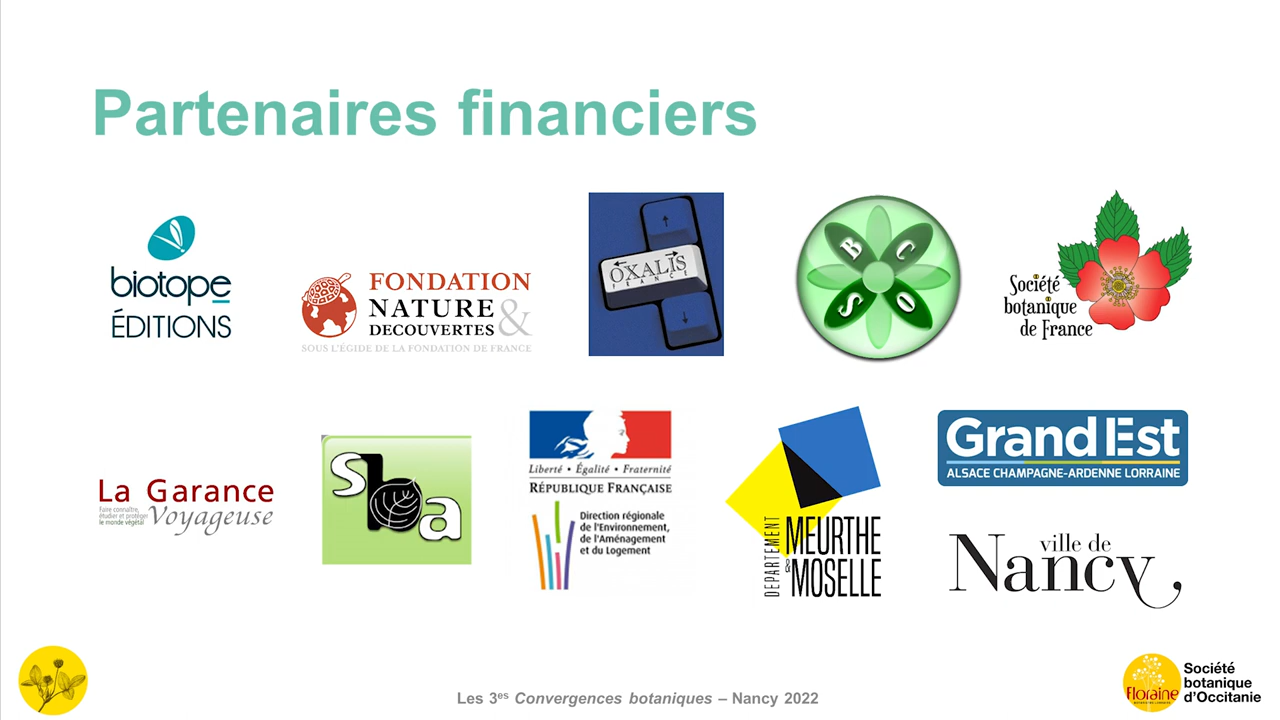 Partenaires financiers
biotope
ÉDITIONS
FONDATION
NATURE &
DECOUVERTES
SOUS L'ÉGIDE DE LA FONDATION DE FRANCE
OXALIS
FRANCE
B C
S O
Société
botanique
de France
La Garance
Faire connaître,
étudier et protéger
le monde végétal
Voyageuse
sba
Liberté • Égalité • Fraternité
RÉPUBLIQUE FRANÇAISE
Direction régionale
de l'Environnement,
de l'Aménagement
et du Logement
DEPARTEMENT
MEURTHE
& MOSELLE
Grand Est
ALSACE CHAMPAGNE-ARDENNE LORRAINE
ville de
Nancy
Les 3es Convergences botaniques – Nancy 2022
Floraine
Société
botanique
d'Occitanie